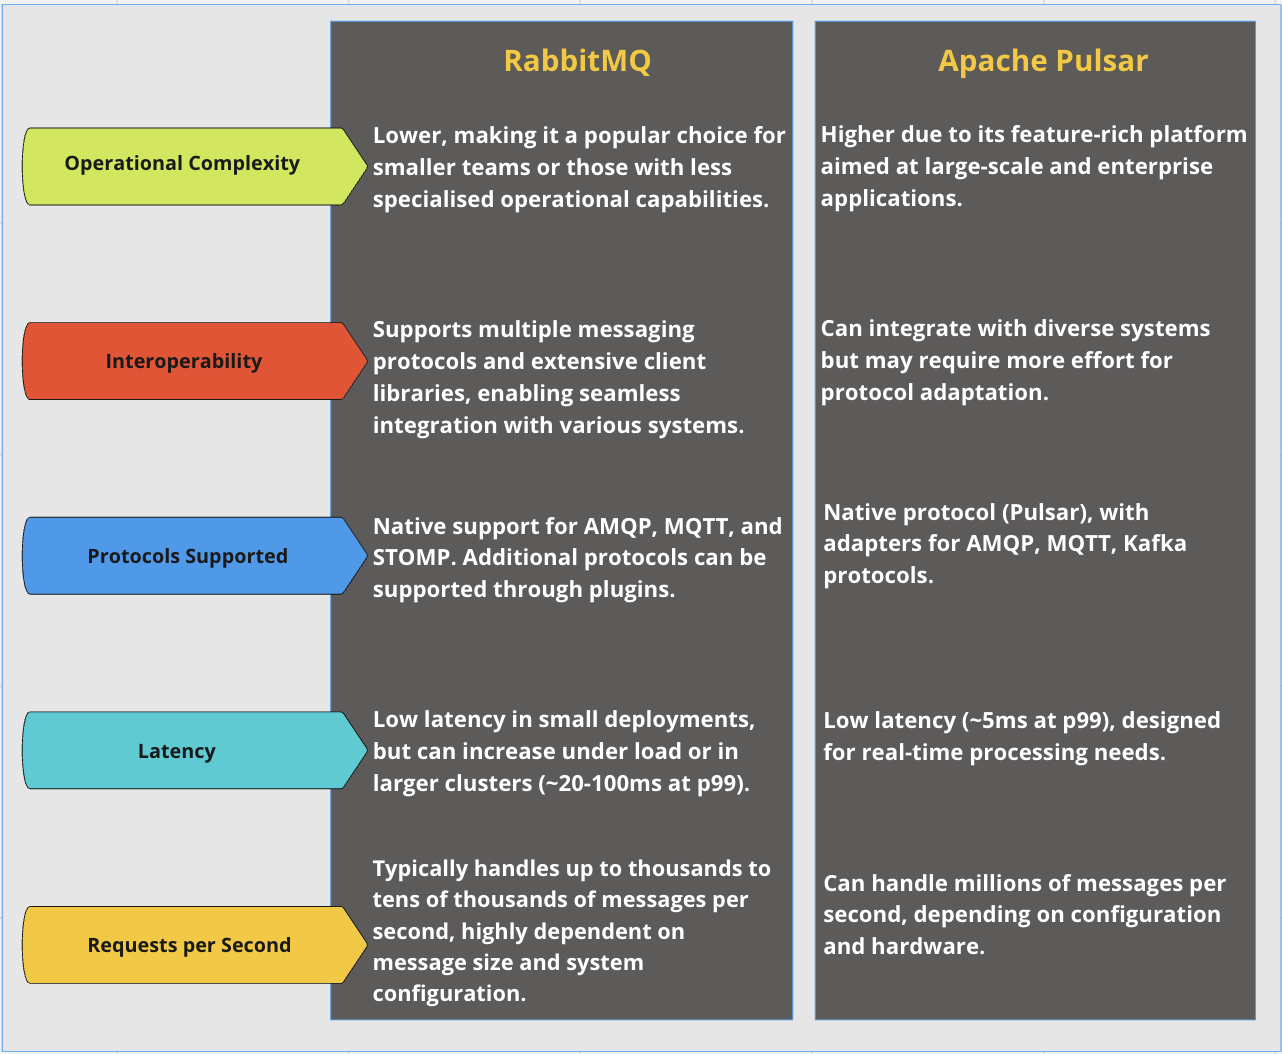 RabbitMQ
Apache Pulsar
Operational Complexity
Lower, making it a popular choice for
smaller teams or those with less
specialised operational capabilities.
Higher due to its feature-rich platform
aimed at large-scale and enterprise
applications.
Interoperability
Supports multiple messaging
protocols and extensive client
libraries, enabling seamless
integration with various systems.
Can integrate with diverse systems
but may require more effort for
protocol adaptation.
Protocols Supported
Native support for AMQP, MQTT, and
STOMP. Additional protocols can be
supported through plugins.
Native protocol (Pulsar), with
adapters for AMQP, MQTT, Kafka
protocols.
Latency
Low latency in small deployments,
but can increase under load or in
larger clusters (~20-100ms at p99).
Low latency (~5ms at p99), designed
for real-time processing needs.
Requests per Second
Typically handles up to thousands to
tens of thousands of messages per
second, highly dependent on
message size and system
configuration.
Can handle millions of messages per
second, depending on configuration
and hardware.